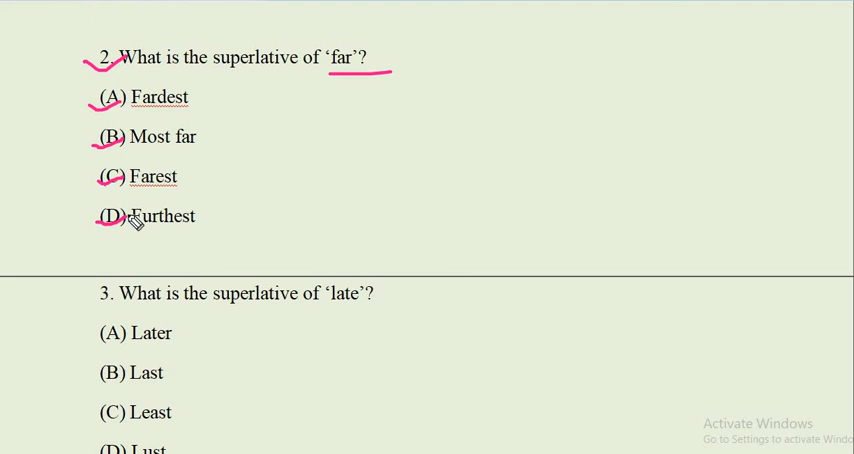 2. What is the superlative of ‘far’?
(A) Fardest
(B) Most far
(C) Farest
(D) Furthest
3. What is the superlative of ‘late’?
(A) Later
(B) Last
(C) Least
(D) Lust
Activate Windows
Go to Settings to activate Windo